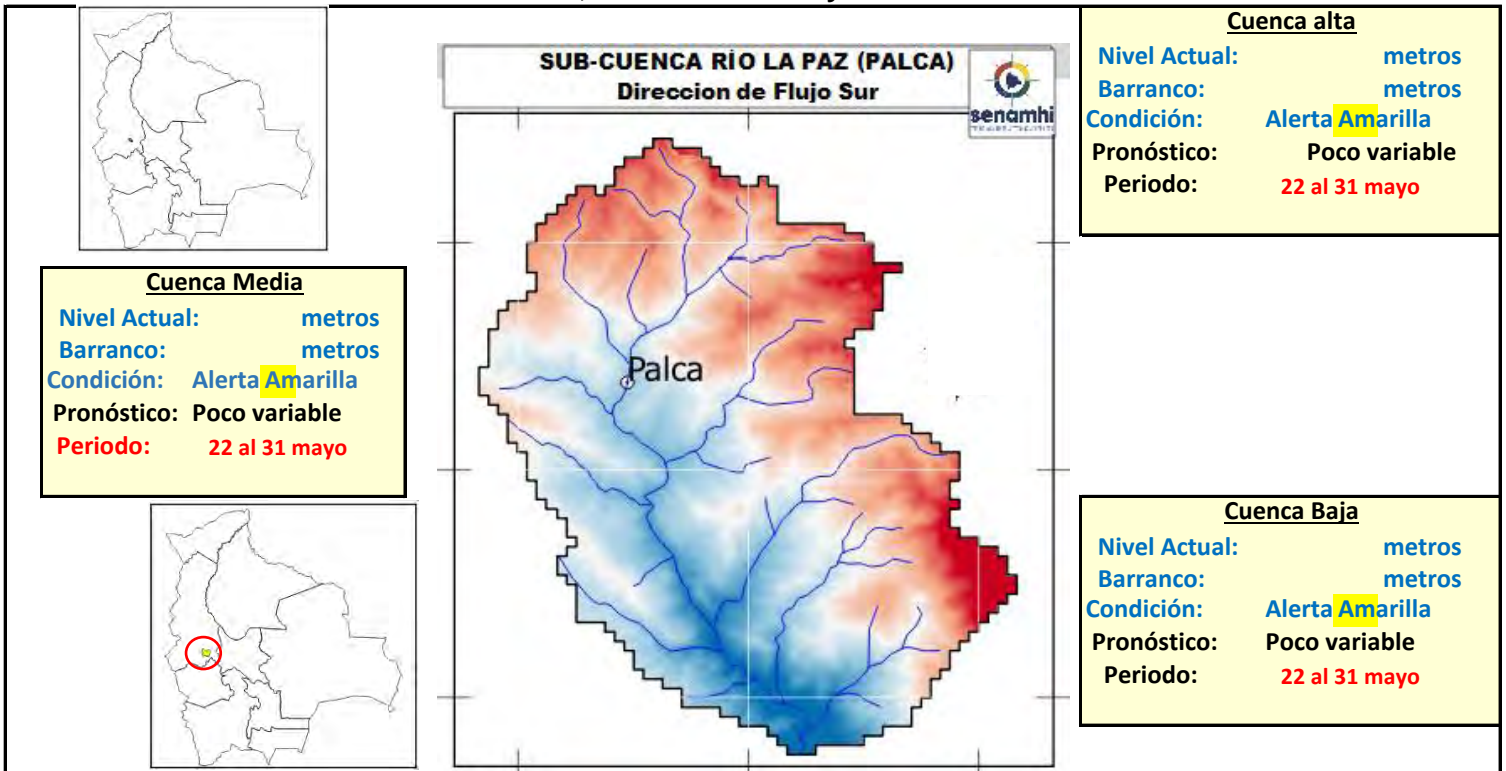 Cuenca alta
Nivel Actual: metros
Barranco: metros
Condición: Alerta Amarilla
Pronóstico: Poco variable
Periodo: 22 al 31 mayo
SUB-CUENCA RÍO LA PAZ (PALCA)
Direccion de Flujo Sur
senamhi
Palca
Cuenca Media
Nivel Actual: metros
Barranco: metros
Condición: Alerta Amarilla
Pronóstico: Poco variable
Periodo: 22 al 31 mayo
Cuenca Baja
Nivel Actual: metros
Barranco: metros
Condición: Alerta Amarilla
Pronóstico: Poco variable
Periodo: 22 al 31 mayo